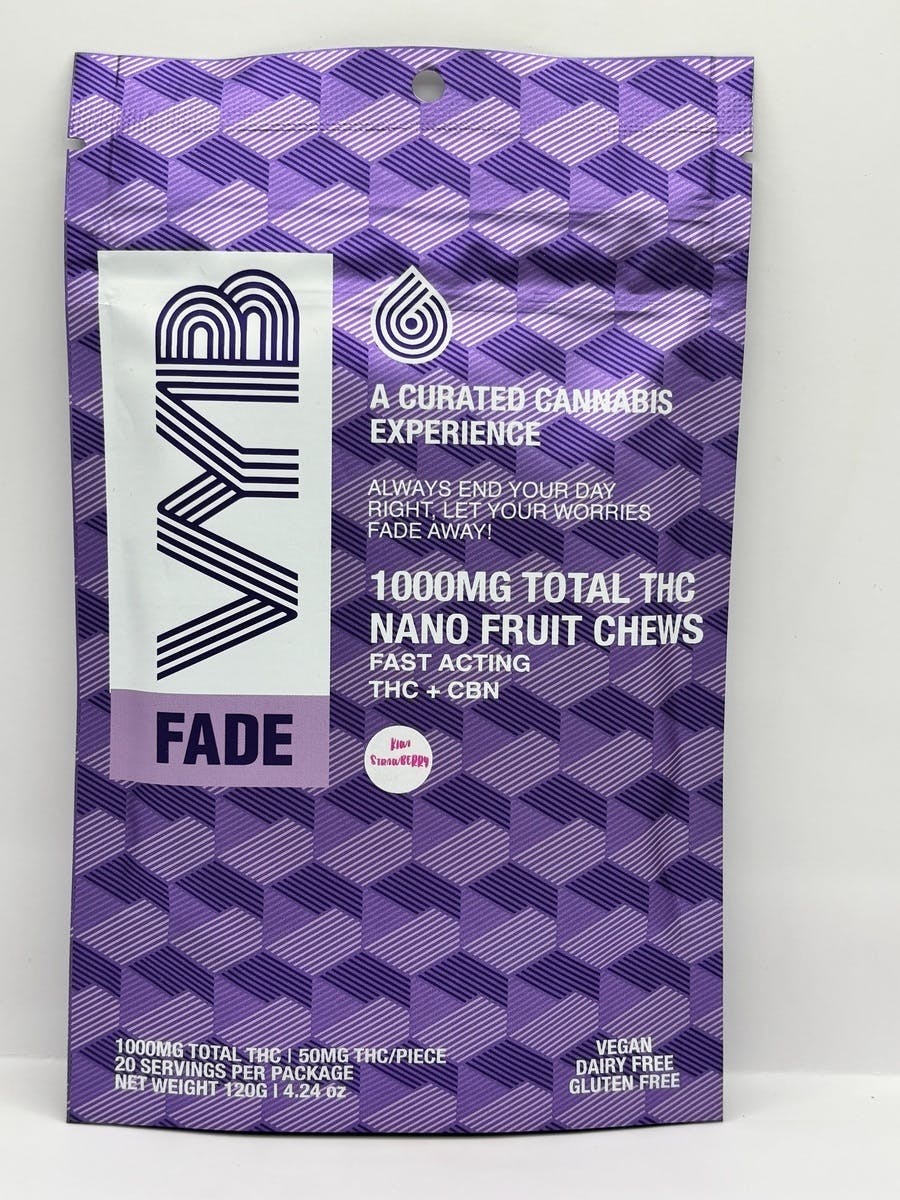 VMB
FADE
A CURATED CANNABIS
EXPERIENCE
ALWAYS END YOUR DAY
RIGHT, LET YOUR WORRIES
FADE AWAY!
1000MG TOTAL THC
NANO FRUIT CHEWS
FAST ACTING
THC + CBN
KIWI
STRAWBERRY
1000MG TOTAL THC | 50MG THC/PIECE
20 SERVINGS PER PACKAGE
NET WEIGHT 120G | 4.24 oz
VEGAN
DAIRY FREE
GLUTEN FREE